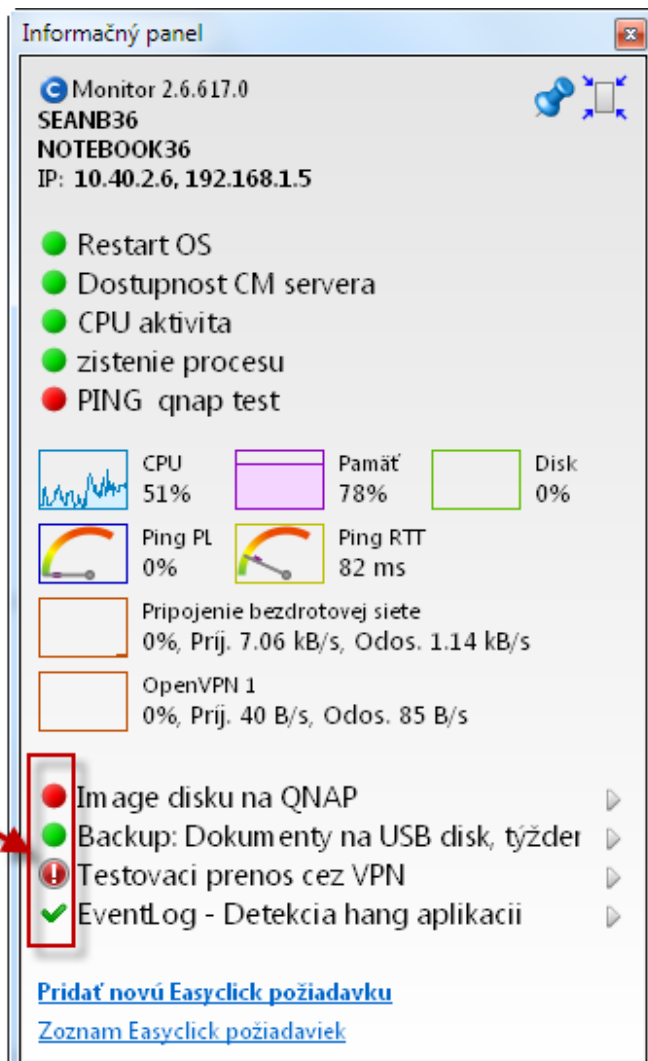 Informačný panel
C Monitor 2.6.617.0
SEANB36
NOTEBOOK36
IP: 10.40.2.6, 192.168.1.5
Restart OS
Dostupnost CM servera
CPU aktivita
zistenie procesu
PING qnap test
CPU
51%
Pamäť
78%
Disk
0%
Ping PL
0%
Ping RTT
82 ms
Pripojenie bezdrotovej siete
0%, Prij. 7.06 kB/s, Odos. 1.14 kB/s
OpenVPN 1
0%, Prij. 40 B/s, Odos. 85 B/s
Image disku na QNAP
Backup: Dokumenty na USB disk, týžder
Testovaci prenos cez VPN
EventLog - Detekcia hang aplikacii
Pridať novú Easyclick požiadavku
Zoznam Easyclick požiadaviek